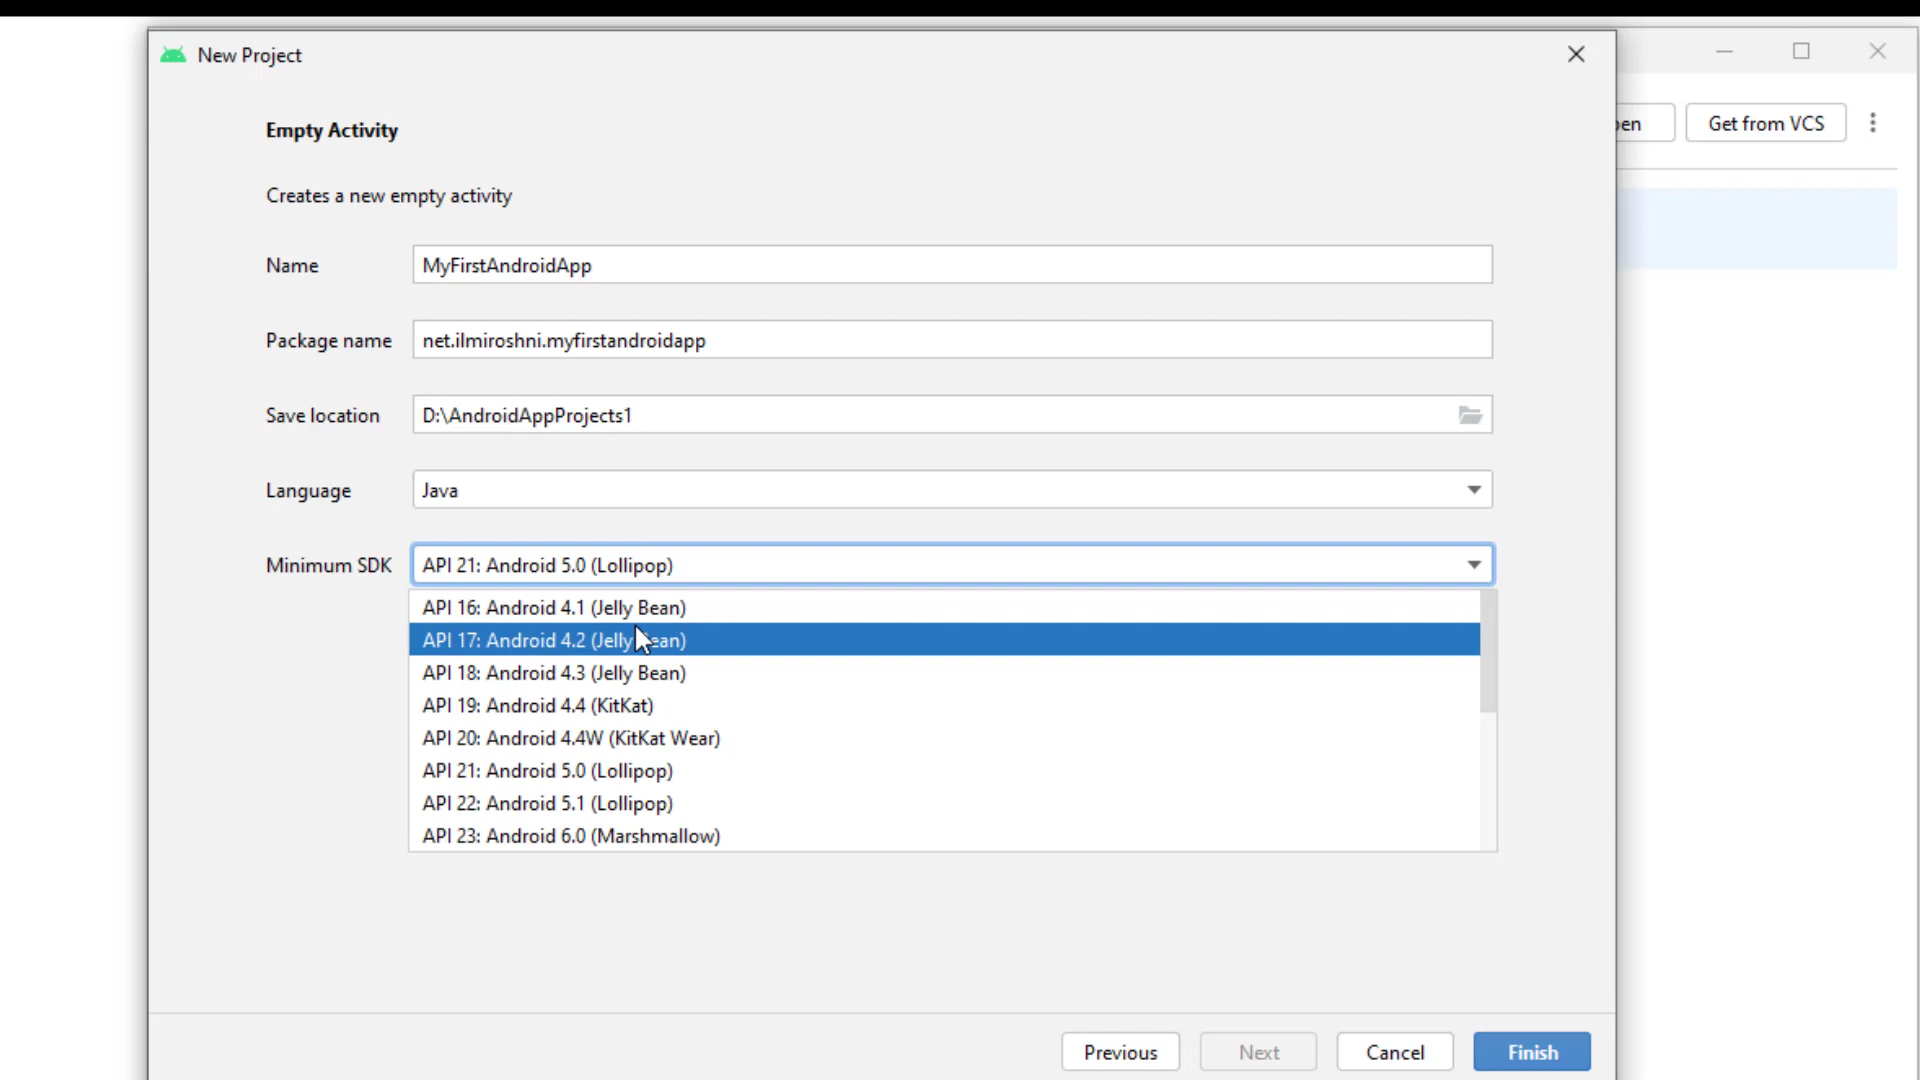 New Project
pen
Get from VCS
Empty Activity
Creates a new empty activity
Name
MyFirstAndroidApp
Package name
net.ilmiroshni.myfirstandroidapp
Save location
D:\AndroidAppProjects1
Language
Java
Minimum SDK
API 21: Android 5.0 (Lollipop)
API 16: Android 4.1 (Jelly Bean)
API 17: Android 4.2 (Jelly Bean)
API 18: Android 4.3 (Jelly Bean)
API 19: Android 4.4 (KitKat)
API 20: Android 4.4W (KitKat Wear)
API 21: Android 5.0 (Lollipop)
API 22: Android 5.1 (Lollipop)
API 23: Android 6.0 (Marshmallow)
Previous
Next
Cancel
Finish